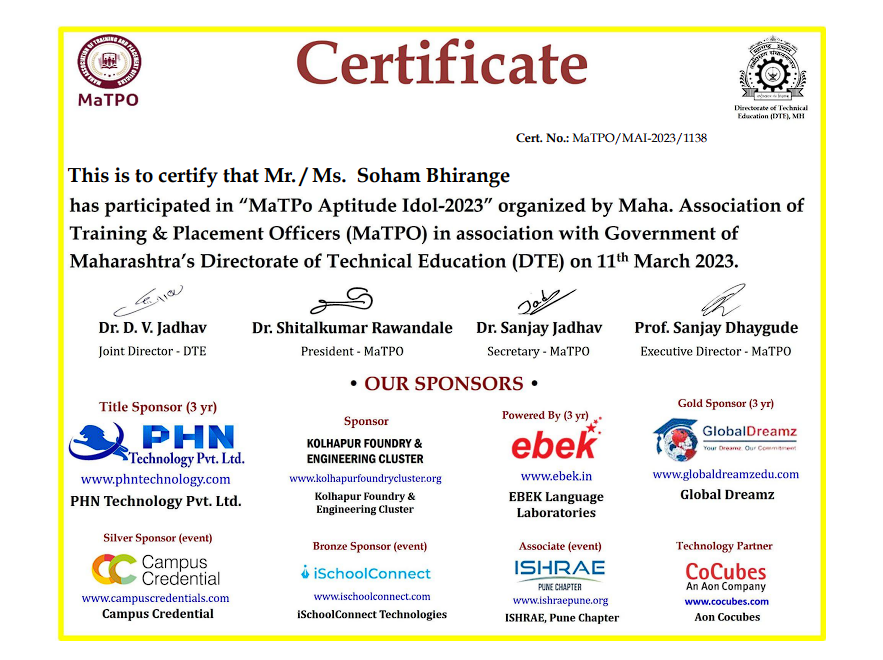 MaTPO
Certificate
Directorate of Technical
Education (DTE), MH
Cert. No.: MaTPO/MAI-2023/1138
This is to certify that Mr. / Ms. Soham Bhirange
has participated in “MaTPo Aptitude Idol-2023” organized by Maha. Association of
Training & Placement Officers (MaTPO) in association with Government of
Maharashtra’s Directorate of Technical Education (DTE) on 11th March 2023.
Dr. D. V. Jadhav
Joint Director - DTE
Dr. Shitalkumar Rawandale
President - MaTPO
Dr. Sanjay Jadhav
Secretary - MaTPO
Prof. Sanjay Dhaygude
Executive Director - MaTPO
• OUR SPONSORS •
Title Sponsor (3 yr)
PHN
Technology Pvt. Ltd.
www.phntechnology.com
PHN Technology Pvt. Ltd.
Sponsor
KOLHAPUR FOUNDRY &
ENGINEERING CLUSTER
www.kolhapurfoundrycluster.org
Kolhapur Foundry &
Engineering Cluster
Powered By (3 yr)
ebek
www.ebek.in
EBEK Language
Laboratories
Gold Sponsor (3 yr)
GlobalDreamz
Your Dreamz, Our Commitment
www.globaldreamzedu.com
Global Dreamz
Silver Sponsor (event)
Campus
Credential
www.campuscredentials.com
Campus Credential
Bronze Sponsor (event)
iSchoolConnect
www.ischoolconnect.com
iSchoolConnect Technologies
Associate (event)
ISHRAE
PUNE CHAPTER
www.ishraepune.org
ISHRAE, Pune Chapter
Technology Partner
CoCubes
An Aon Company
www.cocubes.com
Aon Cocubes